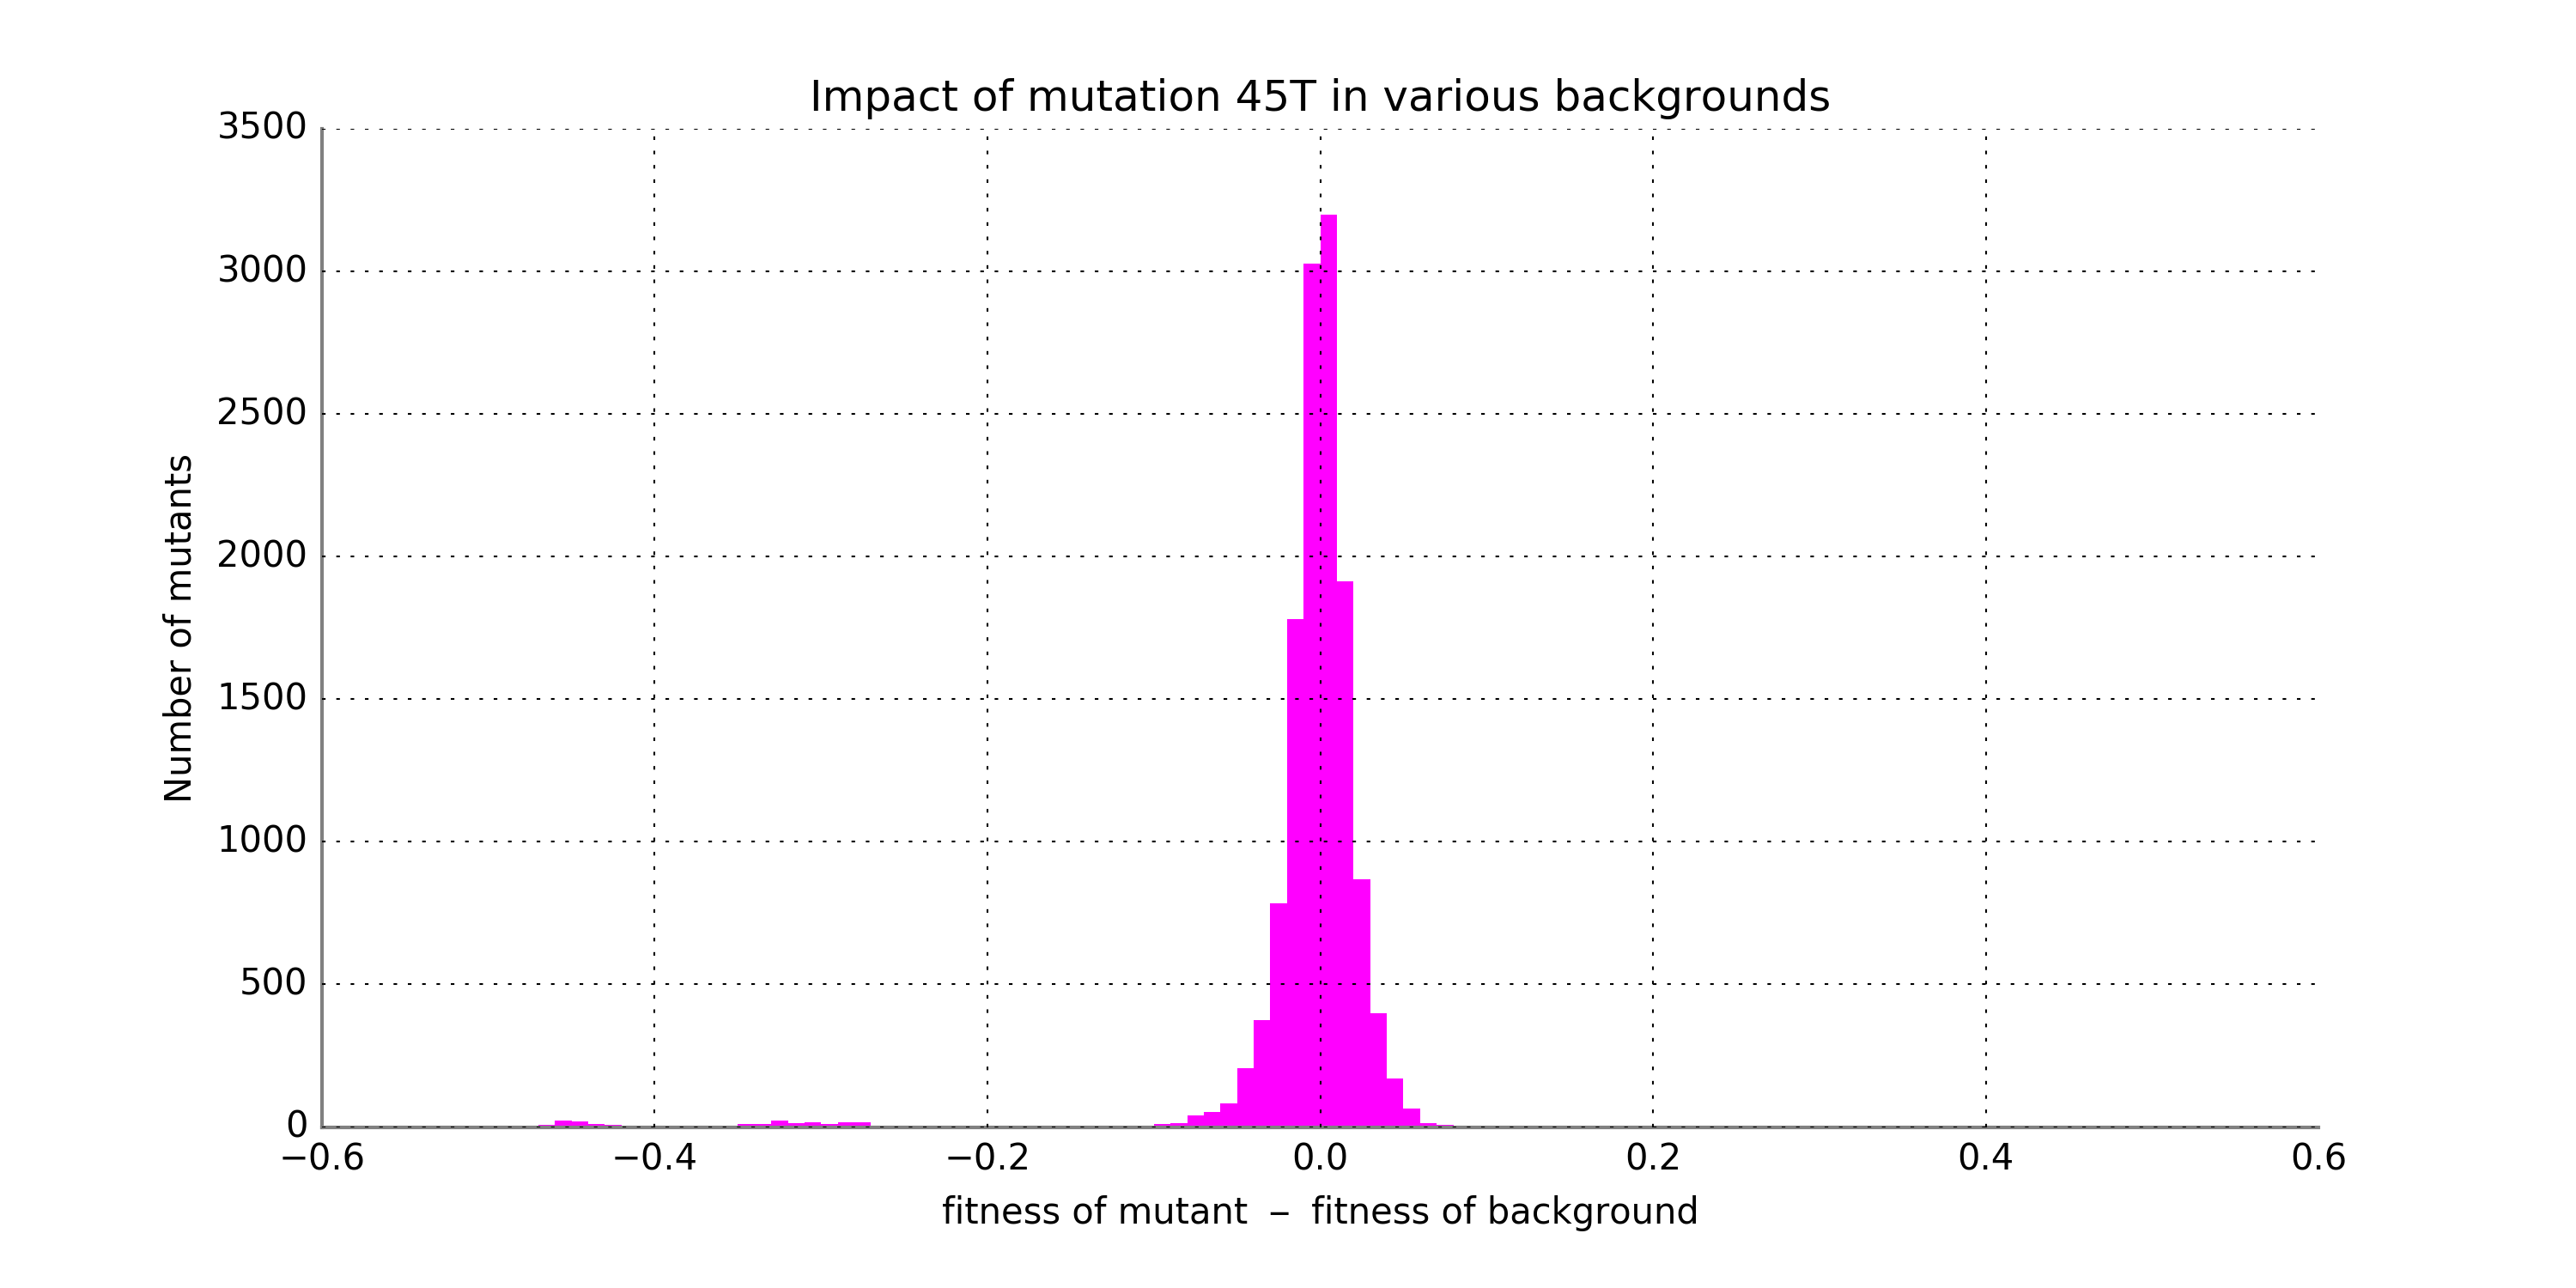 Impact of mutation 45T in various backgrounds
3500
3000
2500
2000
1500
1000
500
0
Number of mutants
−0.6 −0.4 −0.2 0.0 0.2 0.4 0.6
fitness of mutant − fitness of background